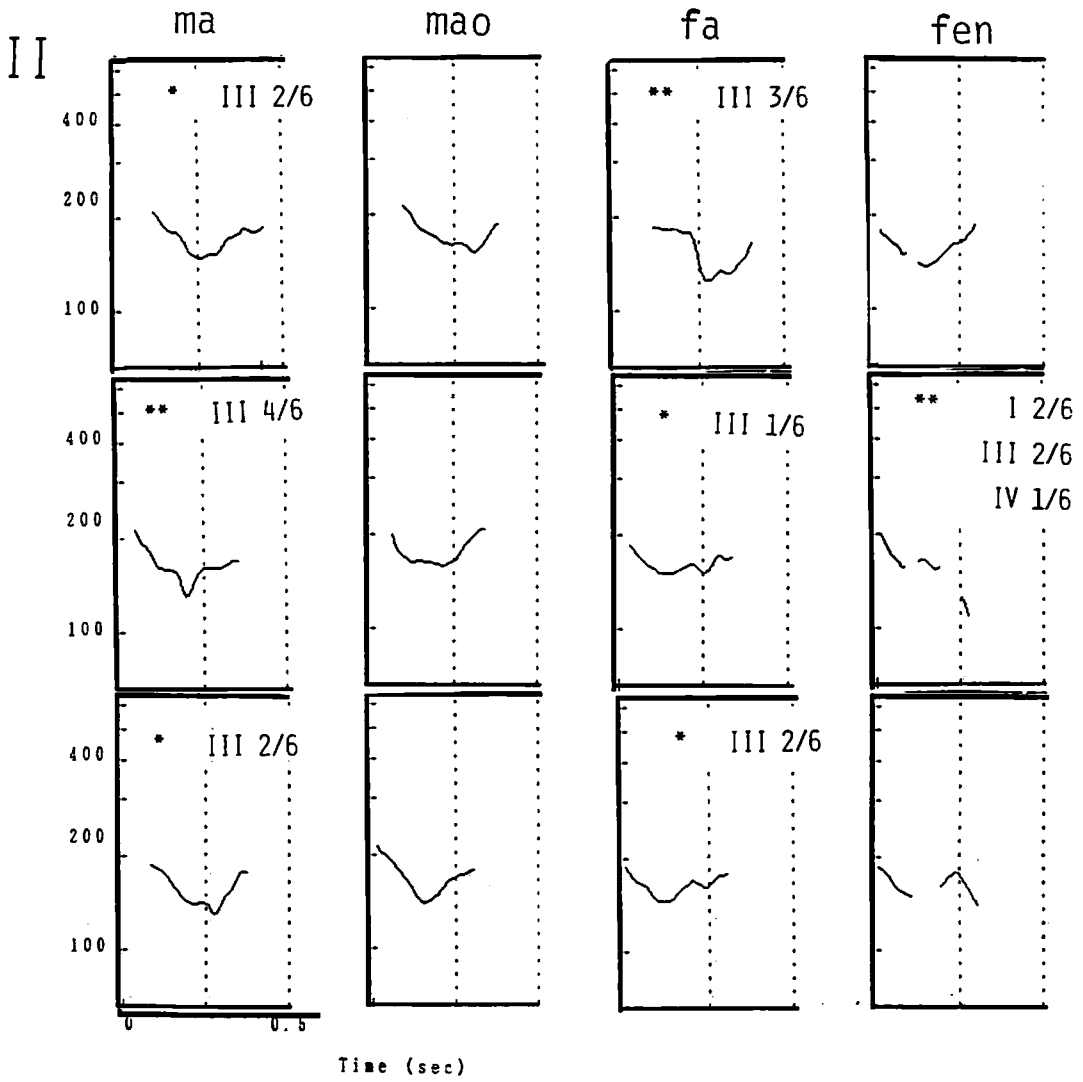 II
ma mao fa fen
* III 2/6 ** III 3/6
400
200
100
** III 4/6 * III 1/6 ** I 2/6
III 2/6
IV 1/6
400
200
100
* III 2/6 * III 2/6
400
200
100
0 0.5
Time (sec)